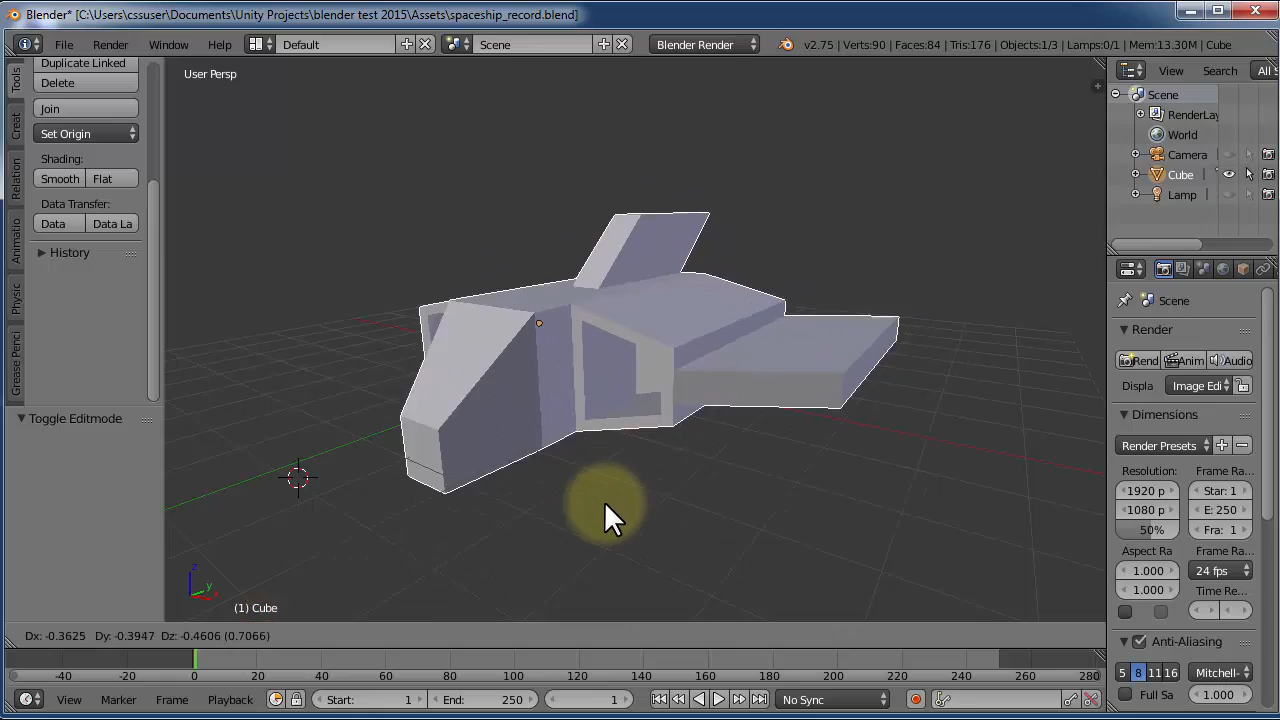 Blender* [C:\Users\cssuser\Documents\Unity Projects\blender test 2015\Assets\spaceship_record.blend]
File Render Window Help Default Scene Blender Render v2.75 | Verts:90 | Faces:84 | Tris:176 | Objects:1/3 | Lamps:0/1 | Mem:13.30M | Cube
Duplicate Linked
Delete
Join
Set Origin
Shading:
Smooth Flat
Data Transfer:
Data Data La
History
Toggle Editmode
Tools
Creat
Relation
Animatio
Physic
Grease Penci
User Persp
z
y
x
(1) Cube
Dx: -0.3625 Dy: -0.3947 Dz: -0.4606 (0.7066)
-40 -20 0 20 40 60 80 100 120 140 160 180 200 220 240 260 280
View Marker Frame Playback Start: 1 End: 250 1 No Sync
View Search All S
Scene
RenderLay
World
Camera
Cube
Lamp
Scene
Render
Rend Anim Audio
Displa Image Edi
Dimensions
Render Presets
Resolution: Frame Ra
1920 p Star: 1
1080 p E: 250
50% Fra: 1
Aspect Ra Frame Ra
1.000 24 fps
1.000 Time Re
Anti-Aliasing
5 8 11 16 Mitchell-
Full Sa 1.000